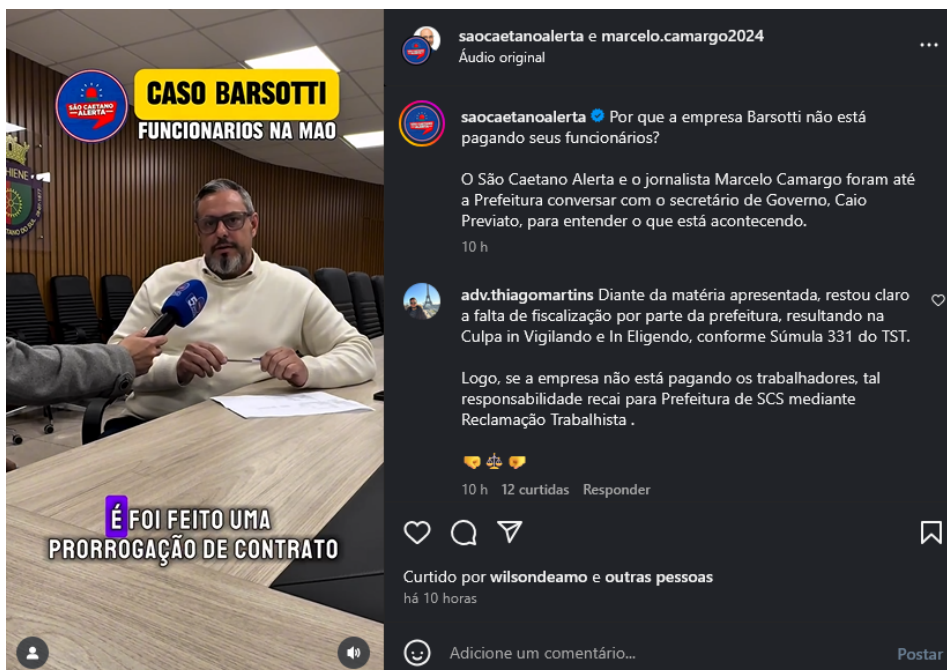 CASO BARSOTTI
FUNCIONARIOS NA MAO
SÃO CAETANO
ALERTA
É FOI FEITO UMA
PRORROGAÇÃO DE CONTRATO
saocaetanoalerta e marcelo.camargo2024
Áudio original
saocaetanoalerta Por que a empresa Barsotti não está
pagando seus funcionários?
O São Caetano Alerta e o jornalista Marcelo Camargo foram até
a Prefeitura conversar com o secretário de Governo, Caio
Previato, para entender o que está acontecendo.
10 h
adv.thiagomartins Diante da matéria apresentada, restou claro
a falta de fiscalização por parte da prefeitura, resultando na
Culpa in Vigilando e In Eligendo, conforme Súmula 331 do TST.
Logo, se a empresa não está pagando os trabalhadores, tal
responsabilidade recai para Prefeitura de SCS mediante
Reclamação Trabalhista .
10 h 12 curtidas Responder
Curtido por wilsondeamo e outras pessoas
há 10 horas
Adicione um comentário...
Postar